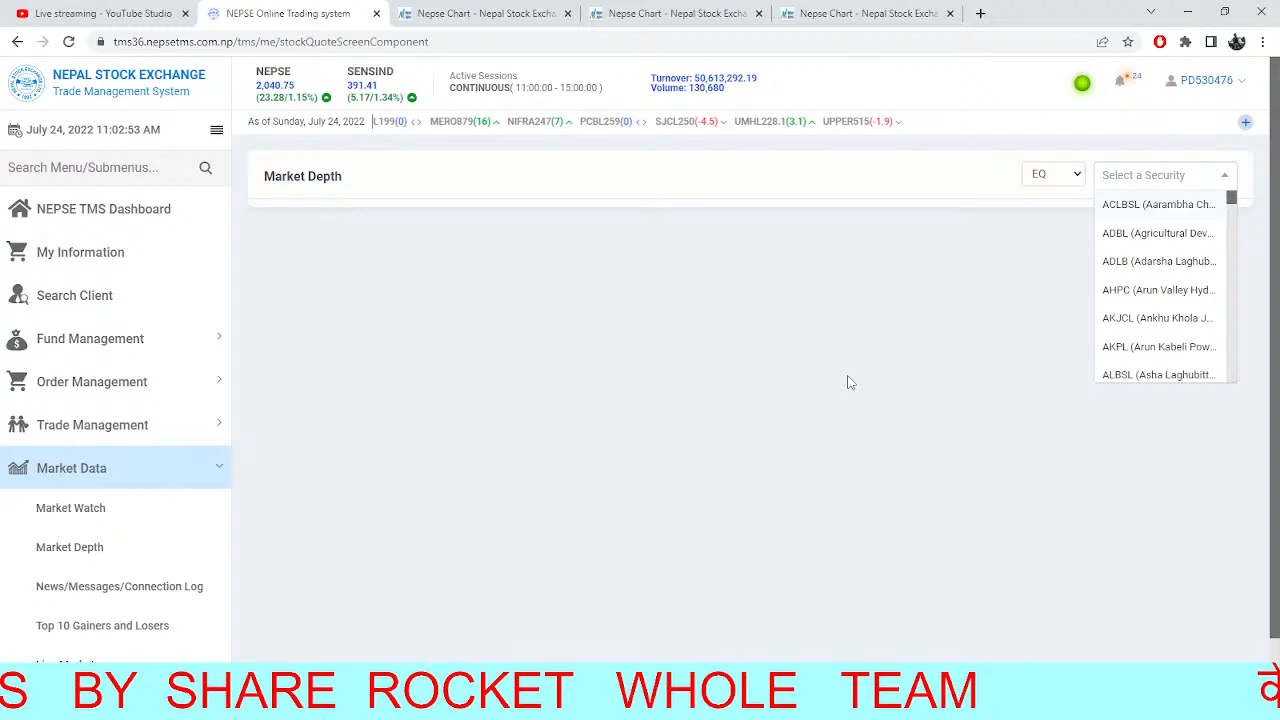 Live streaming - YouTube Studio
NEPSE Online Trading system
Nepse Chart - Nepal Stock Excha
Nepse Chart - Nepal Stock Excha
Nepse Chart - Nepal Stock Excha
tms36.nepsetms.com.np/tms/me/stockQuoteScreenComponent
NEPAL STOCK EXCHANGE
Trade Management System
NEPSE
2,040.75
(23.28/1.15%)
SENSIND
391.41
(5.17/1.34%)
Active Sessions
CONTINUOUS( 11:00:00 - 15:00:00 )
Turnover: 50,613,292.19
Volume: 130,680
24
PD530476
July 24, 2022 11:02:53 AM
As of Sunday, July 24, 2022 L199(0) MERO879(16) NIFRA247(7) PCBL259(0) SJCL250(-4.5) UMHL228.1(3.1) UPPER515(-1.9)
Search Menu/Submenus...
NEPSE TMS Dashboard
My Information
Search Client
Fund Management
Order Management
Trade Management
Market Data
Market Watch
Market Depth
News/Messages/Connection Log
Top 10 Gainers and Losers
Market Depth
EQ
Select a Security
ACLBSL (Aarambha Ch...
ADBL (Agricultural Dev...
ADLB (Adarsha Laghub...
AHPC (Arun Valley Hyd...
AKJCL (Ankhu Khola J...
AKPL (Arun Kabeli Pow...
ALBSL (Asha Laghubitt...
S BY SHARE ROCKET WHOLE TEAM